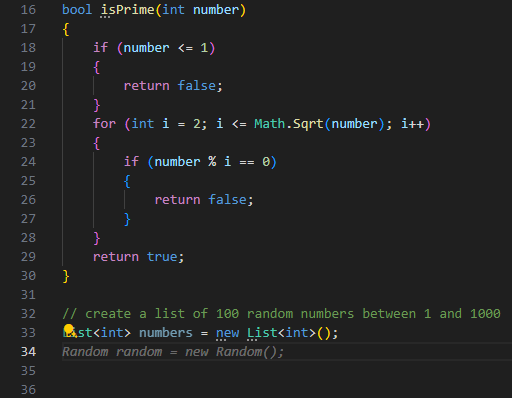 16 bool isPrime(int number)
17 {
18 if (number <= 1)
19 {
20 return false;
21 }
22 for (int i = 2; i <= Math.Sqrt(number); i++)
23 {
24 if (number % i == 0)
25 {
26 return false;
27 }
28 }
29 return true;
30 }
31
32 // create a list of 100 random numbers between 1 and 1000
33 List<int> numbers = new List<int>();
34 Random random = new Random();
35
36